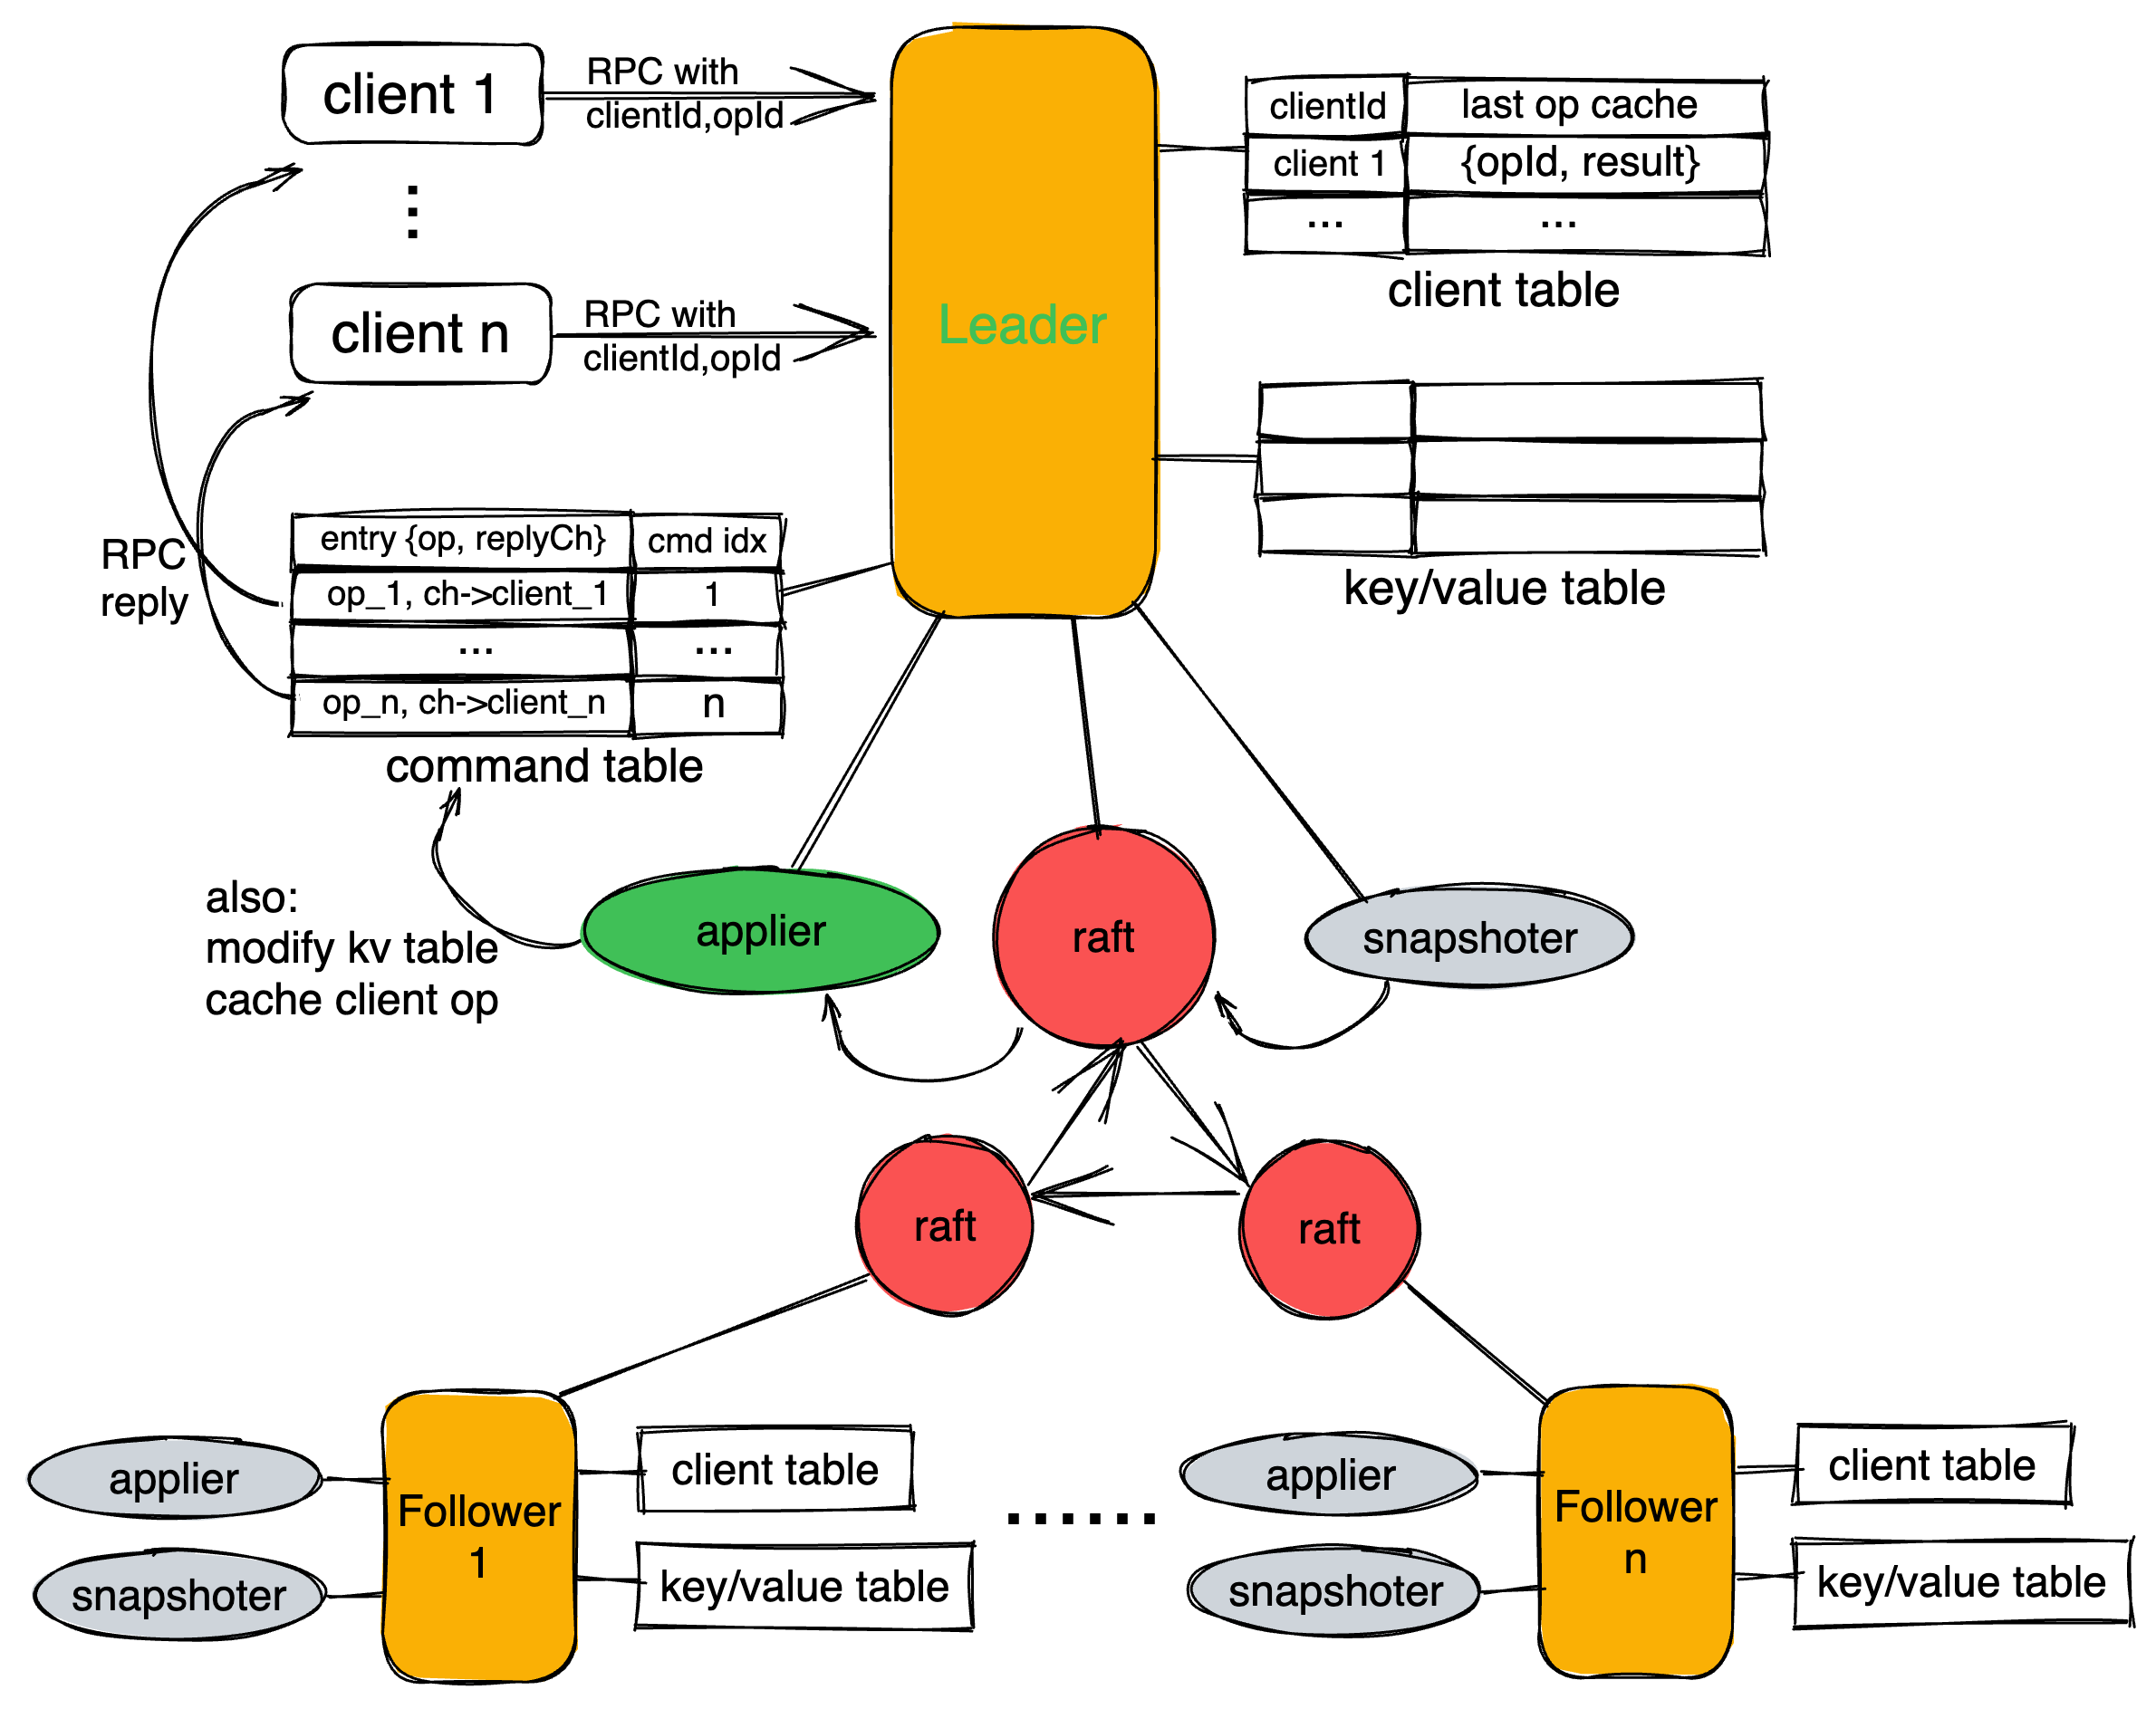 client 1
RPC with
clientId,opId
⋮
client n
RPC with
clientId,opId
Leader
clientId
last op cache
client 1
{opId, result}
...
...
client table
key/value table
RPC
reply
entry {op, replyCh}
cmd idx
op_1, ch->client_1
1
...
...
op_n, ch->client_n
n
command table
also:
modify kv table
cache client op
applier
raft
snapshoter
raft
raft
applier
snapshoter
Follower
1
client table
key/value table
......
applier
snapshoter
Follower
n
client table
key/value table